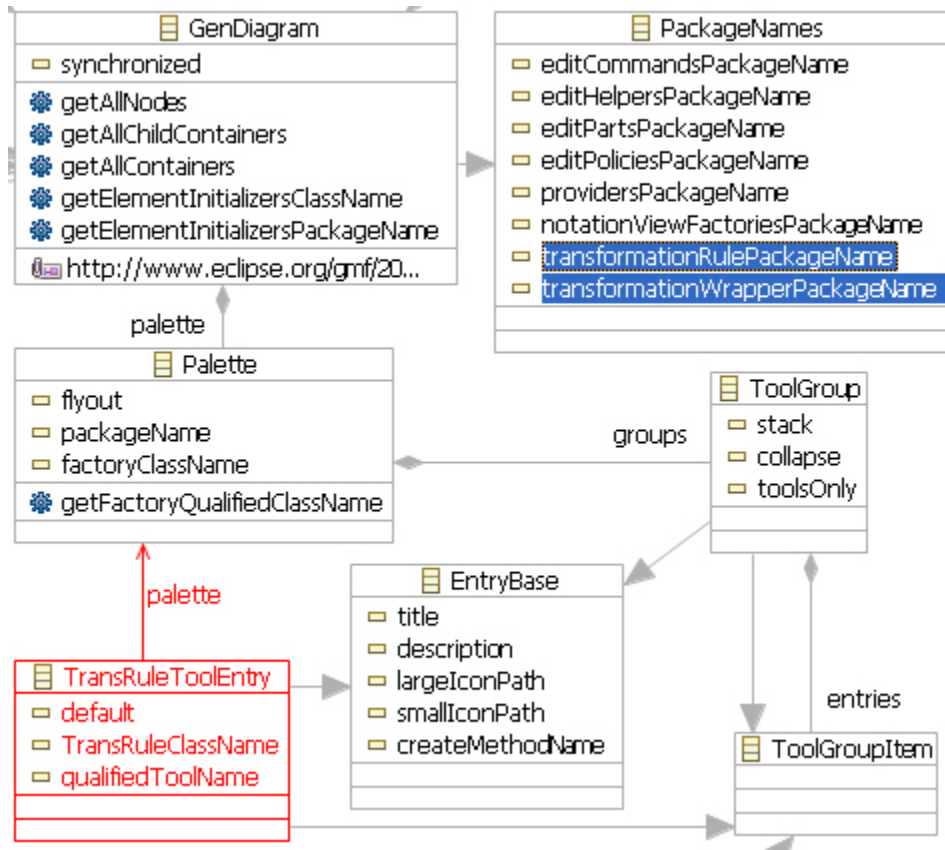 GenDiagram
synchronized
getAllNodes
getAllChildContainers
getAllContainers
getElementInitializersClassName
getElementInitializersPackageName
http://www.eclipse.org/gmf/20...
PackageNames
editCommandsPackageName
editHelpersPackageName
editPartsPackageName
editPoliciesPackageName
providersPackageName
notationViewFactoriesPackageName
transformationRulePackageName
transformationWrapperPackageName
palette
Palette
flyout
packageName
factoryClassName
getFactoryQualifiedClassName
groups
ToolGroup
stack
collapse
toolsOnly
palette
EntryBase
title
description
largeIconPath
smallIconPath
createMethodName
TransRuleToolEntry
default
TransRuleClassName
qualifiedToolName
entries
ToolGroupItem